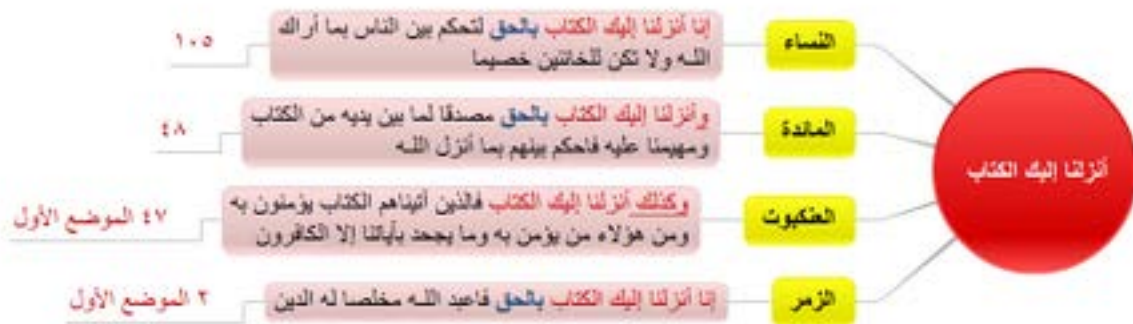 أنزلنا إليك الكتاب
النساء
إنا أنزلنا إليك الكتاب بالحق لتحكم بين الناس بما أراك
الله ولا تكن للخائنين خصيما
١٠٥
المائدة
وأنزلنا إليك الكتاب بالحق مصدقا لما بين يديه من الكتاب
ومهيمنا عليه فاحكم بينهم بما أنزل الله
٤٨
العنكبوت
وكذلك أنزلنا إليك الكتاب فالذين آتيناهم الكتاب يؤمنون به
ومن هؤلاء من يؤمن به وما يجحد بآياتنا إلا الكافرون
٤٧ الموضع الأول
الزمر
إنا أنزلنا إليك الكتاب بالحق فاعبد الله مخلصا له الدين
٢ الموضع الأول